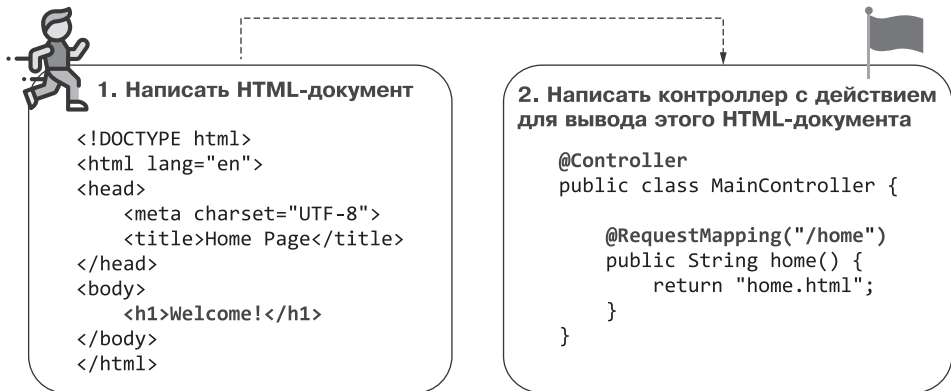 1. Написать HTML-документ
<!DOCTYPE html>
<html lang="en">
<head>
    <meta charset="UTF-8">
    <title>Home Page</title>
</head>
<body>
    <h1>Welcome!</h1>
</body>
</html>
2. Написать контроллер с действием
для вывода этого HTML-документа
@Controller
public class MainController {
    @RequestMapping("/home")
    public String home() {
        return "home.html";
    }
}